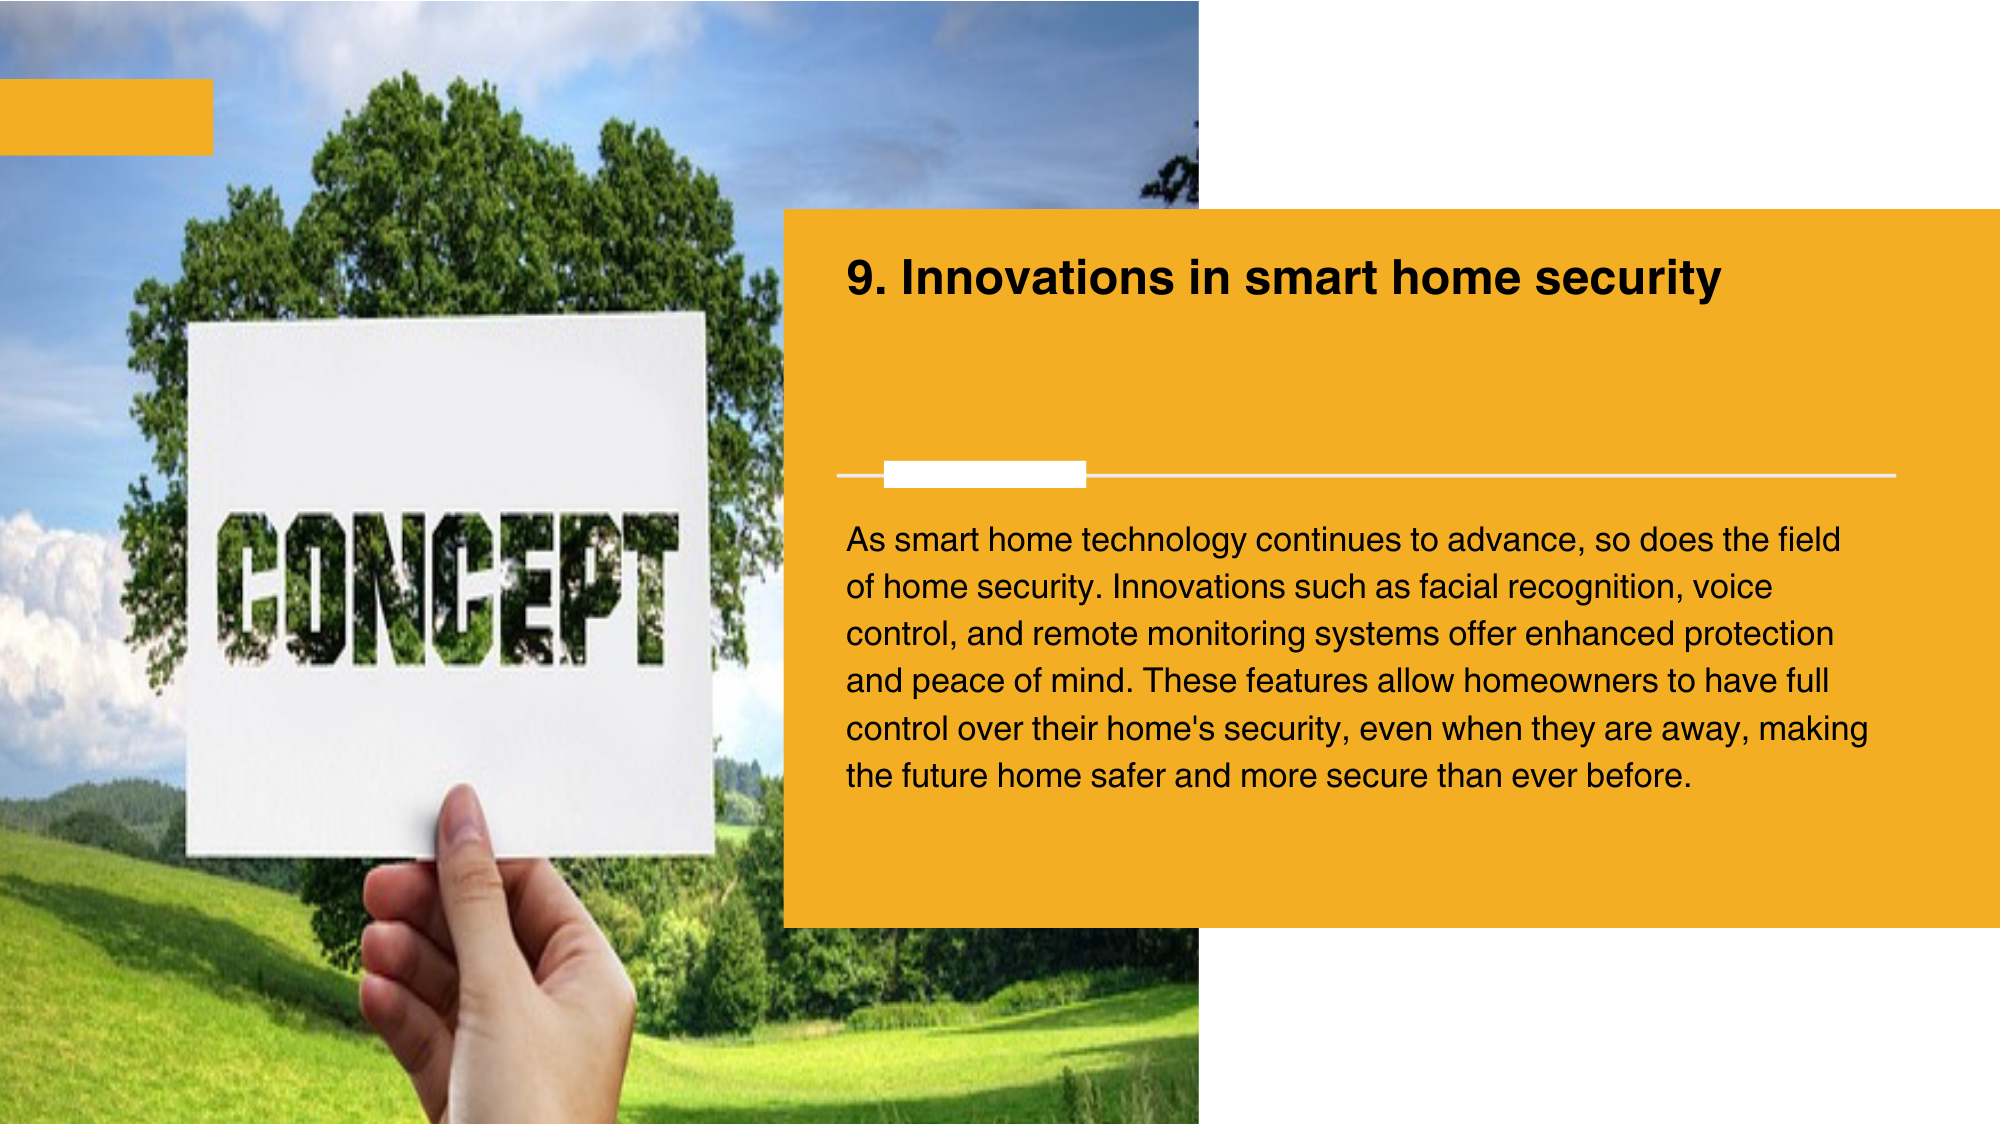 9. Innovations in smart home security
CONCEPT
As smart home technology continues to advance, so does the field
of home security. Innovations such as facial recognition, voice
control, and remote monitoring systems offer enhanced protection
and peace of mind. These features allow homeowners to have full
control over their home's security, even when they are away, making
the future home safer and more secure than ever before.